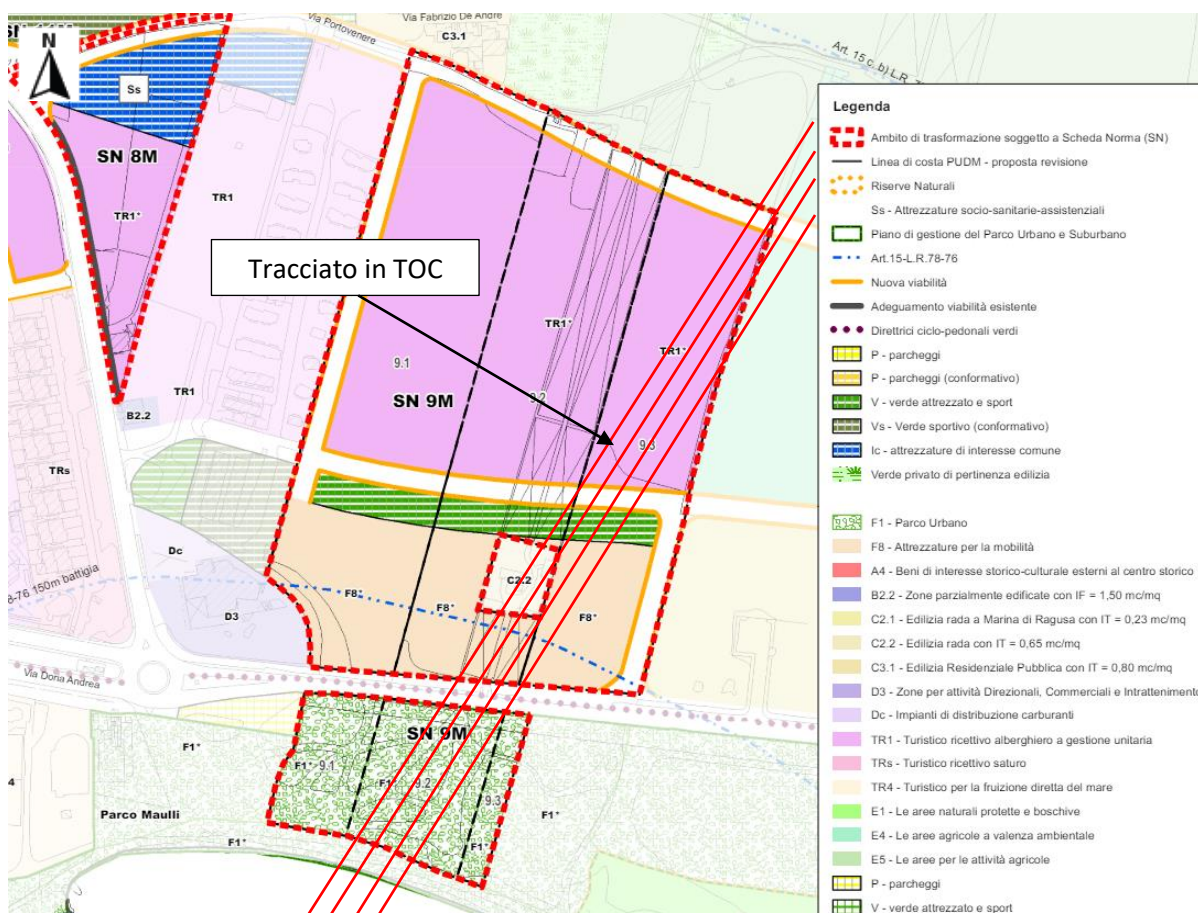 Via Portovenere
Via Fabrizio De Andrè
C3.1
N
Ss
SN 8M
TR1
TR1*
Art. 15 c. b) L.R. 7
Tracciato in TOC
TR1*
TR1*
9.1
9.2
SN 9M
9.3
TR1
B2.2
TRs
Dc
D3
C2.2
F8*
F8*
F8*
8-76 150m battigia
Via Doria Andrea
SN 9M
F1*
F1*
9.1
F1*
9.2
9.3
F1*
F1*
Parco Maulli
F1*
4
Legenda
Ambito di trasformazione soggetto a Scheda Norma (SN)
Linea di costa PUDM - proposta revisione
Riserve Naturali
Ss - Attrezzature socio-sanitarie-assistenziali
Piano di gestione del Parco Urbano e Suburbano
Art.15-L.R.78-76
Nuova viabilità
Adeguamento viabilità esistente
Direttrici ciclo-pedonali verdi
P - parcheggi
P - parcheggi (conformativo)
V - verde attrezzato e sport
Vs - Verde sportivo (conformativo)
Ic - attrezzature di interesse comune
Verde privato di pertinenza edilizia
F1 - Parco Urbano
F8 - Attrezzature per la mobilità
A4 - Beni di interesse storico-culturale esterni al centro storico
B2.2 - Zone parzialmente edificate con IF = 1,50 mc/mq
C2.1 - Edilizia rada a Marina di Ragusa con IT = 0,23 mc/mq
C2.2 - Edilizia rada con IT = 0,65 mc/mq
C3.1 - Edilizia Residenziale Pubblica con IT = 0,80 mc/mq
D3 - Zone per attività Direzionali, Commerciali e Intrattenimento
Dc - Impianti di distribuzione carburanti
TR1 - Turistico ricettivo alberghiero a gestione unitaria
TRs - Turistico ricettivo saturo
TR4 - Turistico per la fruizione diretta del mare
E1 - Le aree naturali protette e boschive
E4 - Le aree agricole a valenza ambientale
E5 - Le aree per le attività agricole
P - parcheggi
V - verde attrezzato e sport